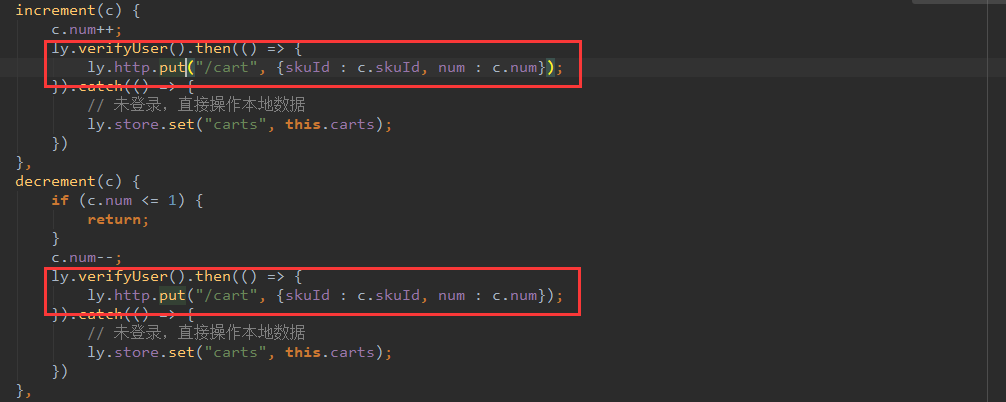 increment(c) {
c.num++;
ly.verifyUser().then(() => {
ly.http.put("/cart", {skuId : c.skuId, num : c.num});
}).catch(() => {
// 未登录，直接操作本地数据
ly.store.set("carts", this.carts);
})
},
decrement(c) {
if (c.num <= 1) {
return;
}
c.num--;
ly.verifyUser().then(() => {
ly.http.put("/cart", {skuId : c.skuId, num : c.num});
}).catch(() => {
// 未登录，直接操作本地数据
ly.store.set("carts", this.carts);
})
},